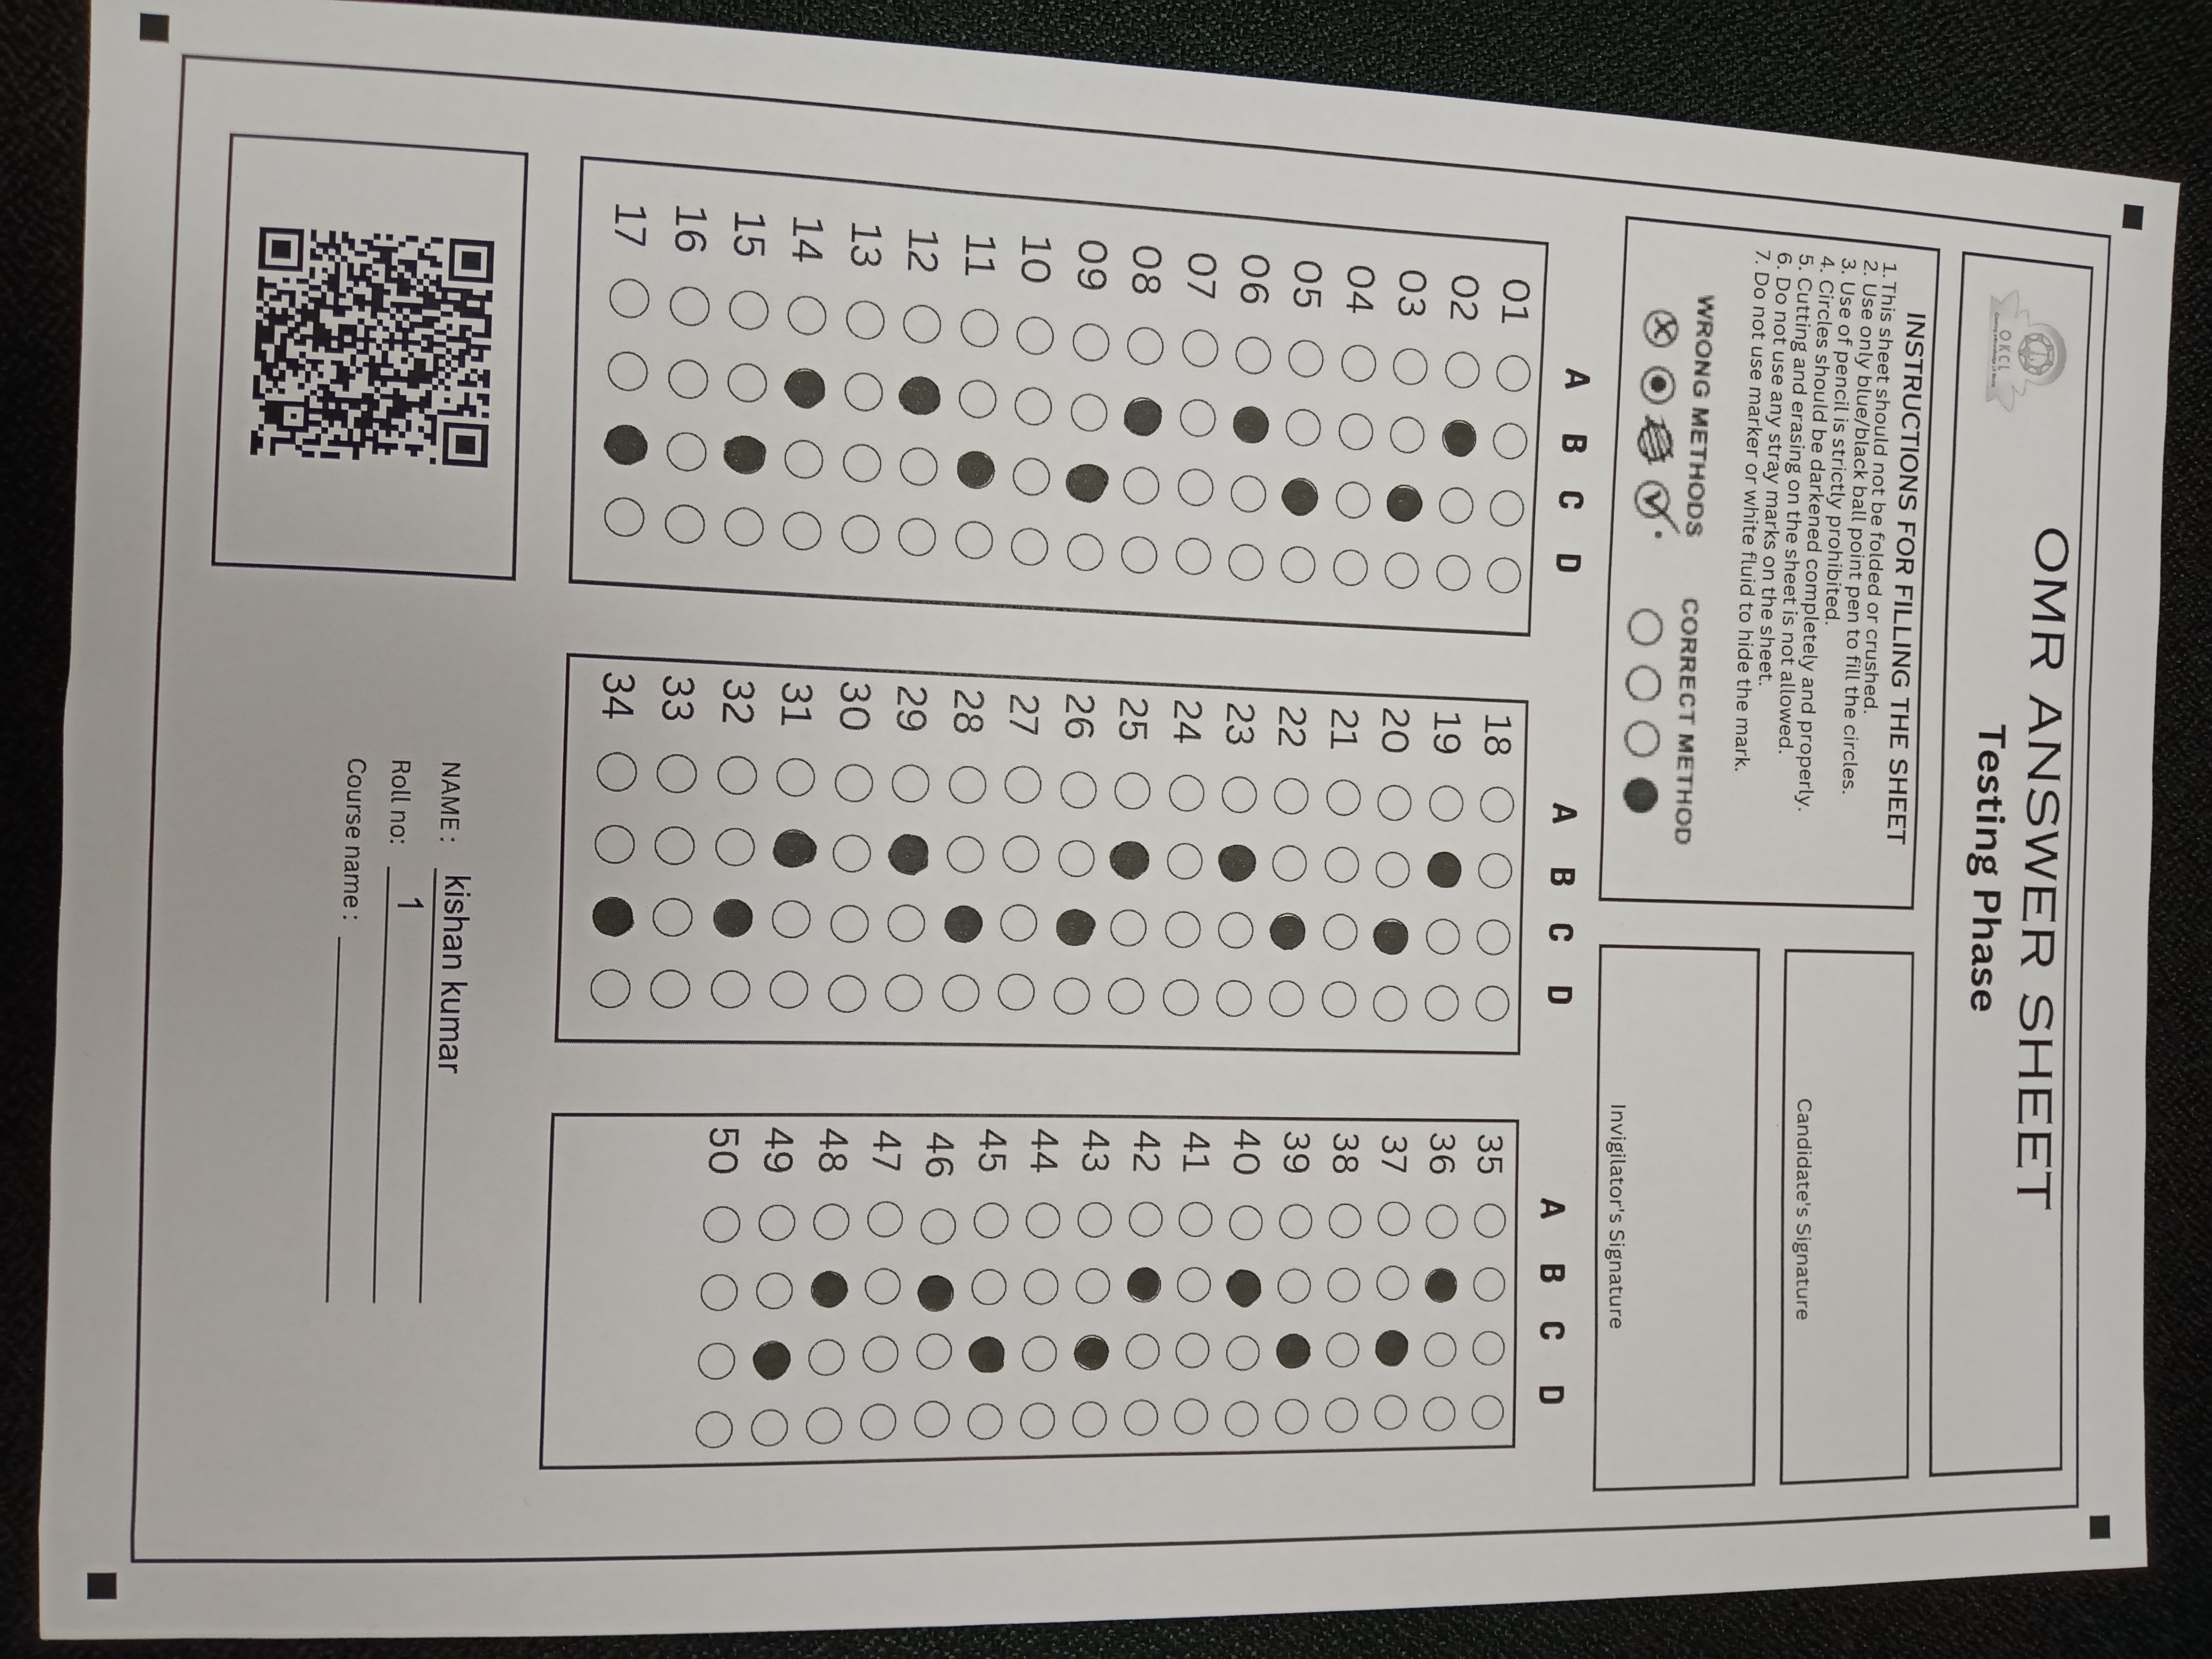 OMR ANSWER SHEET
Testing Phase
OKCL
INSTRUCTIONS FOR FILLING THE SHEET
1. This sheet should not be folded or crushed.
2. Use only blue/black ball point pen to fill the circles.
3. Use of pencil is strictly prohibited.
4. Circles should be darkened completely and properly.
5. Cutting and erasing on the sheet is not allowed.
6. Do not use any stray marks on the sheet.
7. Do not use marker or white fluid to hide the mark.
WRONG METHODS
CORRECT METHOD
Candidate's Signature
Invigilator's Signature
A B C D
01
02
03
04
05
06
07
08
09
10
11
12
13
14
15
16
17
A B C D
18
19
20
21
22
23
24
25
26
27
28
29
30
31
32
33
34
A B C D
35
36
37
38
39
40
41
42
43
44
45
46
47
48
49
50
NAME : kishan kumar
Roll no: 1
Course name :